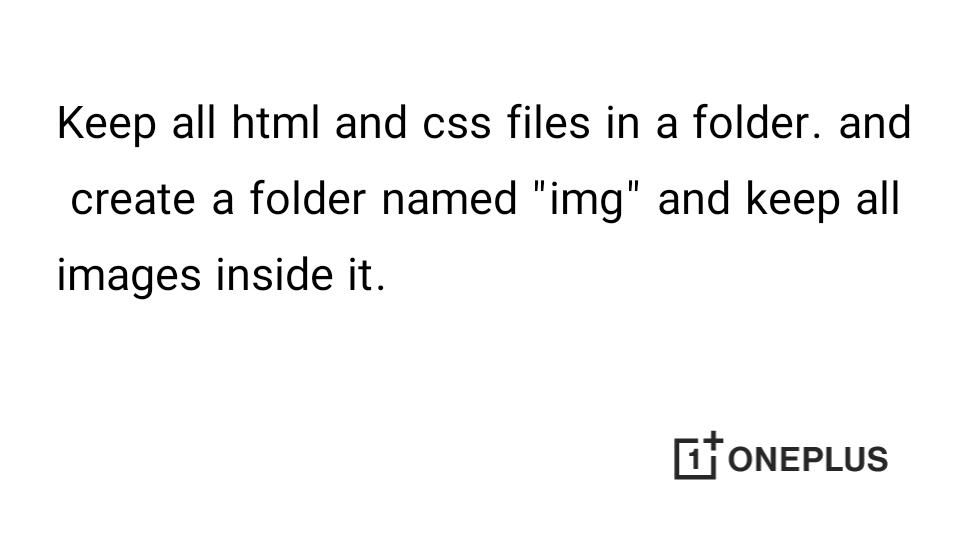 Keep all html and css files in a folder. and
create a folder named "img" and keep all
images inside it.
1+ ONEPLUS